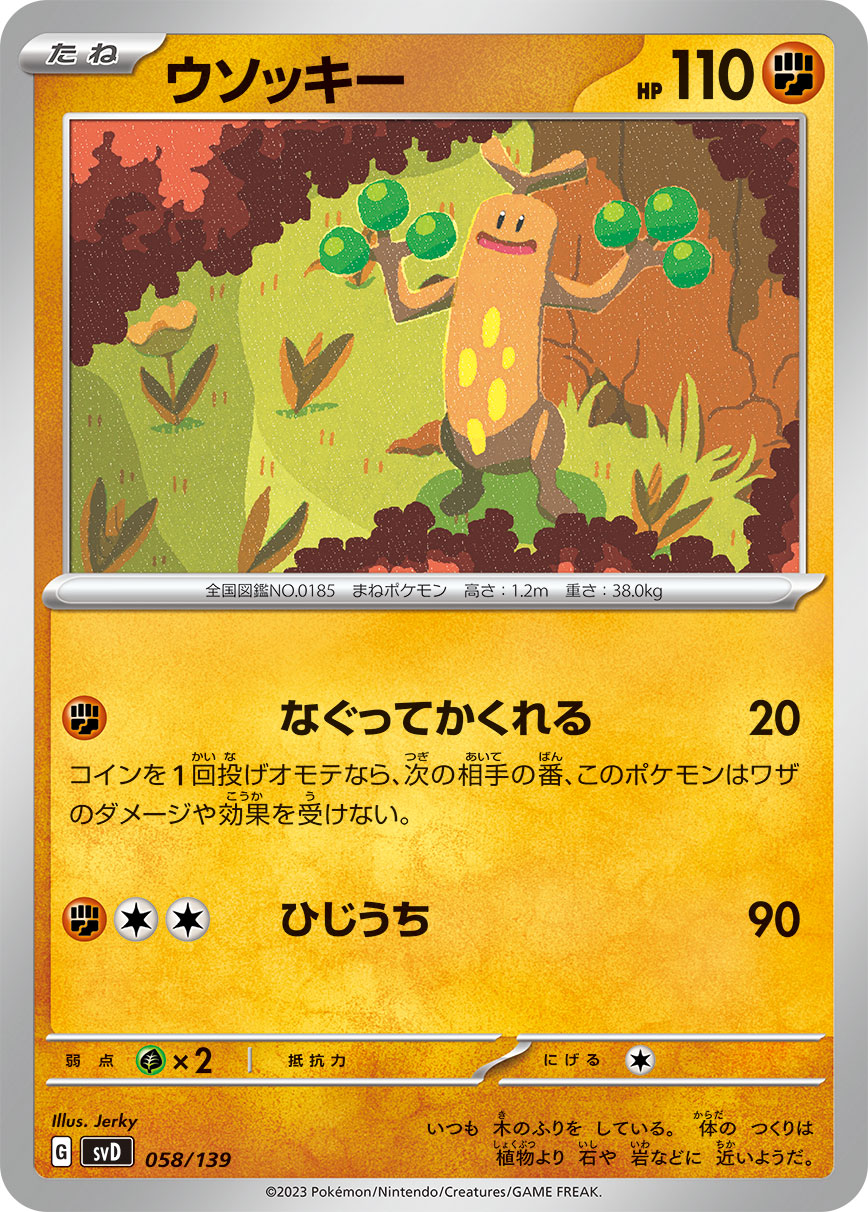 たね
ウソッキー
HP 110
全国図鑑NO.0185 まねポケモン 高さ：1.2m 重さ：38.0kg
なぐってかくれる 20
コインを1回投げオモテなら、次の相手の番、このポケモンはワザ
のダメージや効果を受けない。
ひじうち 90
弱点 ×2 抵抗力 にげる
Illus. Jerky
G svD 058/139
いつも 木のふりを している。 体の つくりは
植物より 石や 岩などに 近いようだ。
©2023 Pokémon/Nintendo/Creatures/GAME FREAK.